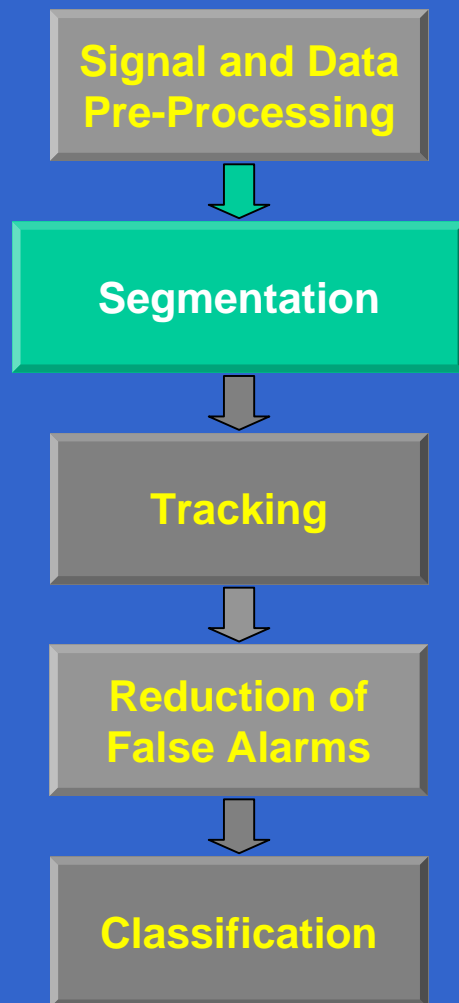 Signal and Data
Pre-Processing
Segmentation
Tracking
Reduction of
False Alarms
Classification